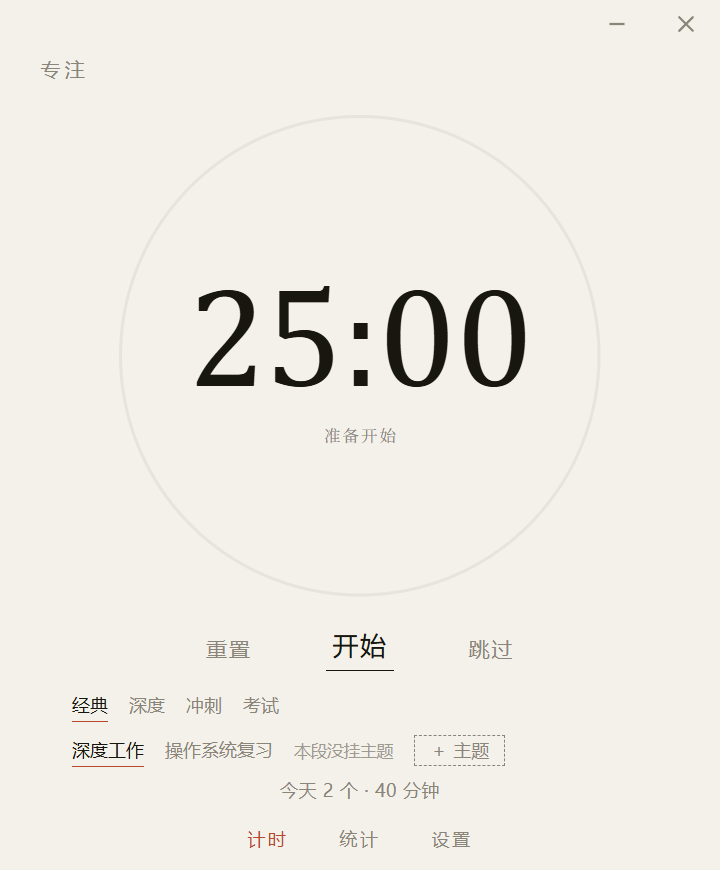 专注
25:00
准备开始
重置 开始 跳过
经典 深度 冲刺 考试
深度工作 操作系统复习 本段没挂主题 + 主题
今天 2 个 · 40 分钟
计时 统计 设置